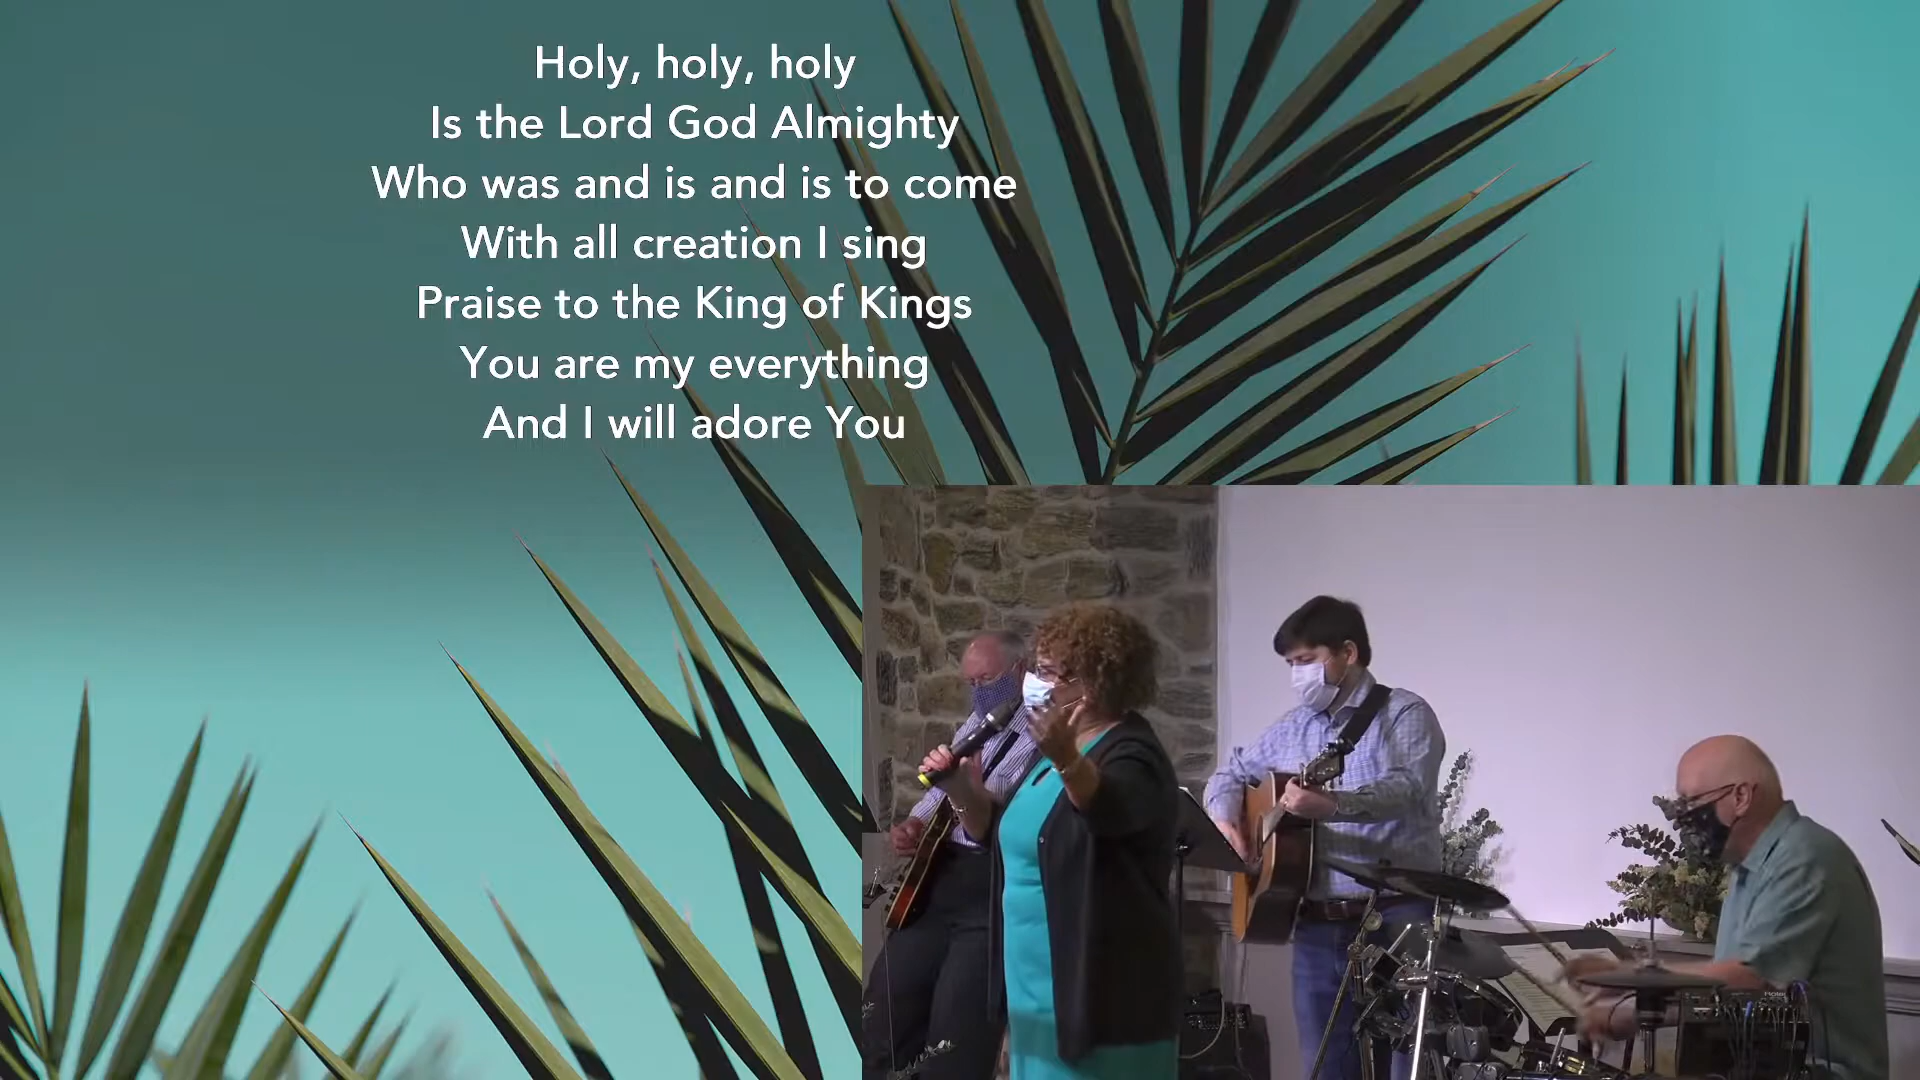 Holy, holy, holy
Is the Lord God Almighty
Who was and is and is to come
With all creation I sing
Praise to the King of Kings
You are my everything
And I will adore You